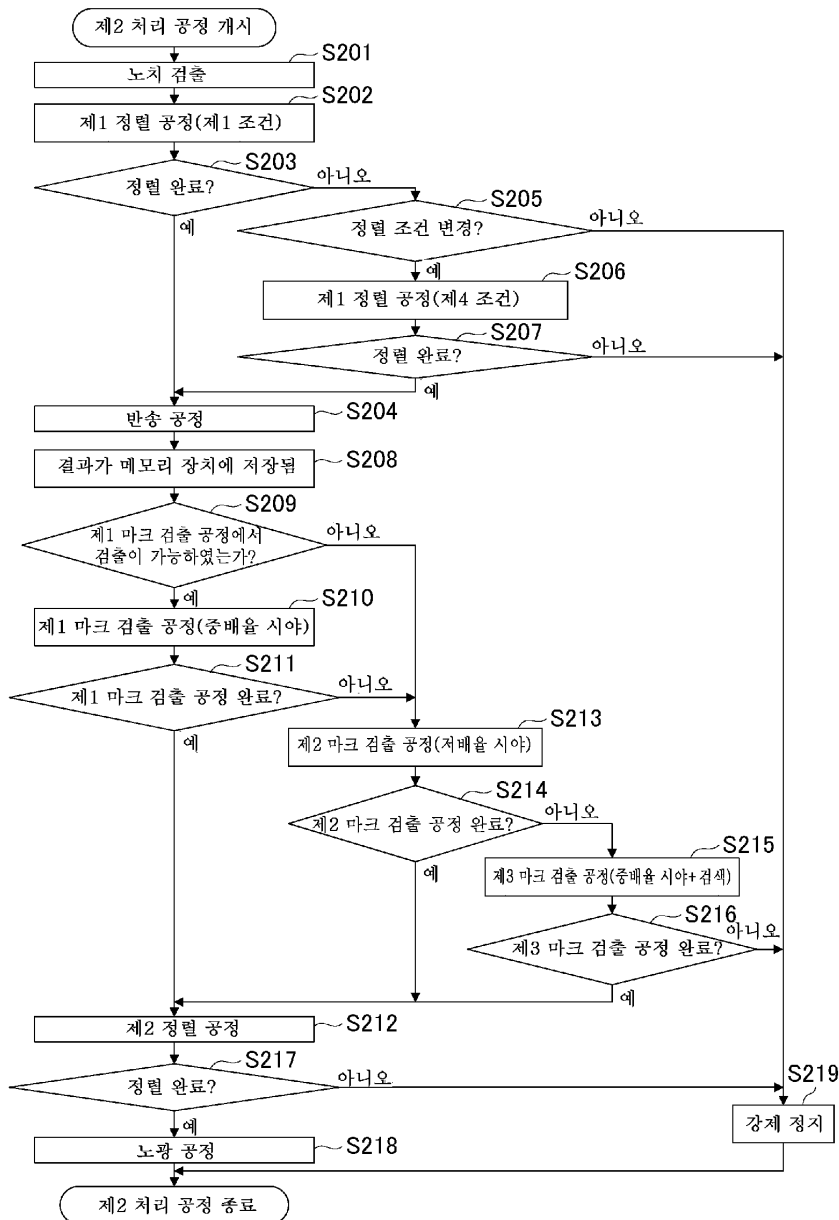 제2 처리 공정 개시
S201
노치 검출
S202
제1 정렬 공정(제1 조건)
S203
정렬 완료?
아니오
예
S205
정렬 조건 변경?
아니오
예
S206
제1 정렬 공정(제4 조건)
S207
정렬 완료?
아니오
예
S204
반송 공정
S208
결과가 메모리 장치에 저장됨
S209
제1 마크 검출 공정에서
검출이 가능하였는가?
아니오
예
S210
제1 마크 검출 공정(중배율 시야)
S211
제1 마크 검출 공정 완료?
아니오
예
S213
제2 마크 검출 공정(저배율 시야)
S214
제2 마크 검출 공정 완료?
아니오
예
S215
제3 마크 검출 공정(중배율 시야+검색)
S216
제3 마크 검출 공정 완료?
아니오
예
S212
제2 정렬 공정
S217
정렬 완료?
아니오
예
S219
강제 정지
S218
노광 공정
제2 처리 공정 종료